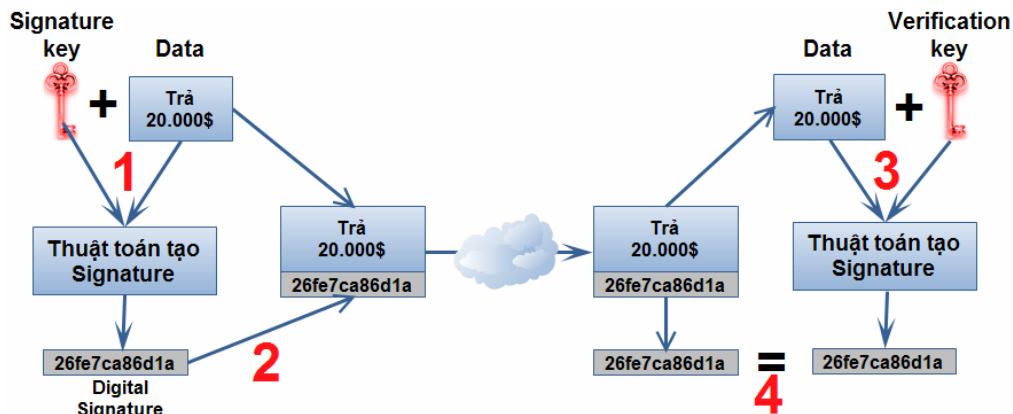 Signature
key
Data
+
Trả
20.000$
1
Thuật toán tạo
Signature
26fe7ca86d1a
Digital
Signature
2
Trả
20.000$
26fe7ca86d1a
Trả
20.000$
26fe7ca86d1a
26fe7ca86d1a
=
4
Data
Verification
key
Trả
20.000$
+
3
Thuật toán tạo
Signature
26fe7ca86d1a